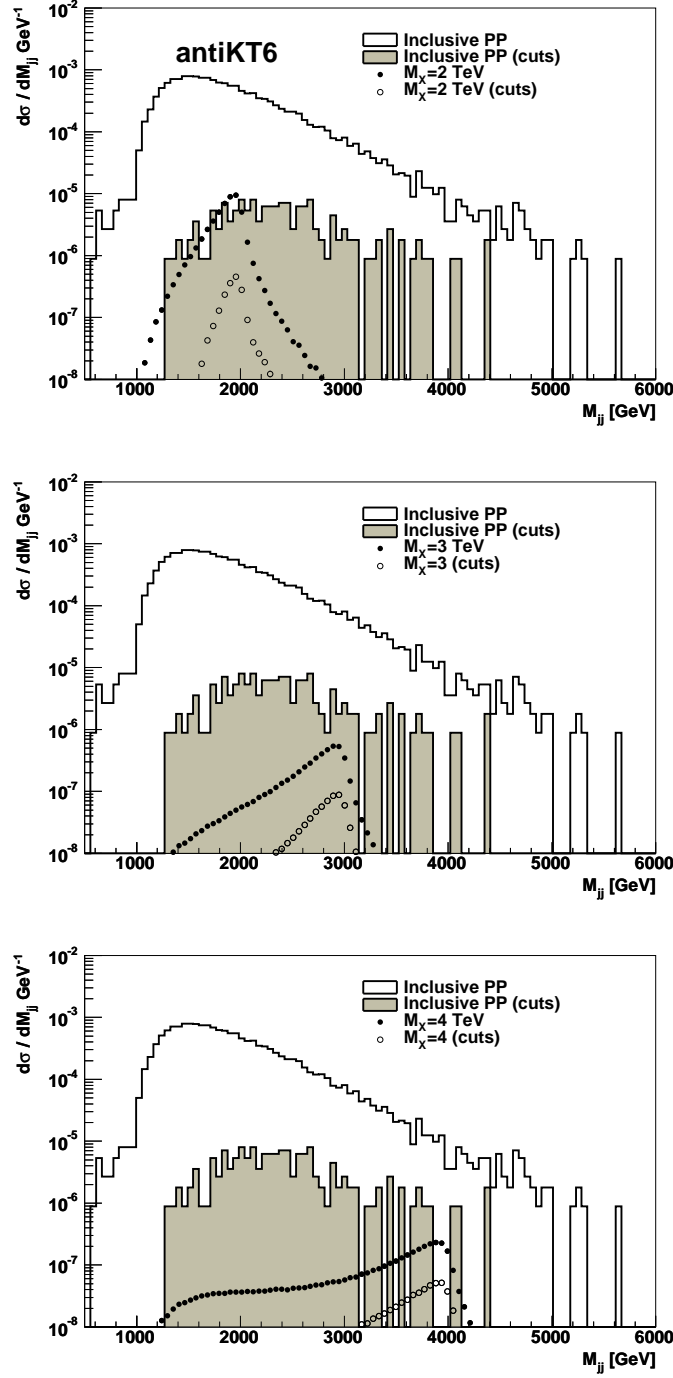 antiKT6
Inclusive PP
Inclusive PP (cuts)
M_X=2 TeV
M_X=2 TeV (cuts)
dσ / dM_jj GeV^-1
10^-2
10^-3
10^-4
10^-5
10^-6
10^-7
10^-8
1000 2000 3000 4000 5000 6000
M_jj [GeV]
Inclusive PP
Inclusive PP (cuts)
M_X=3 TeV
M_X=3 (cuts)
dσ / dM_jj GeV^-1
10^-2
10^-3
10^-4
10^-5
10^-6
10^-7
10^-8
1000 2000 3000 4000 5000 6000
M_jj [GeV]
Inclusive PP
Inclusive PP (cuts)
M_X=4 TeV
M_X=4 (cuts)
dσ / dM_jj GeV^-1
10^-2
10^-3
10^-4
10^-5
10^-6
10^-7
10^-8
1000 2000 3000 4000 5000 6000
M_jj [GeV]